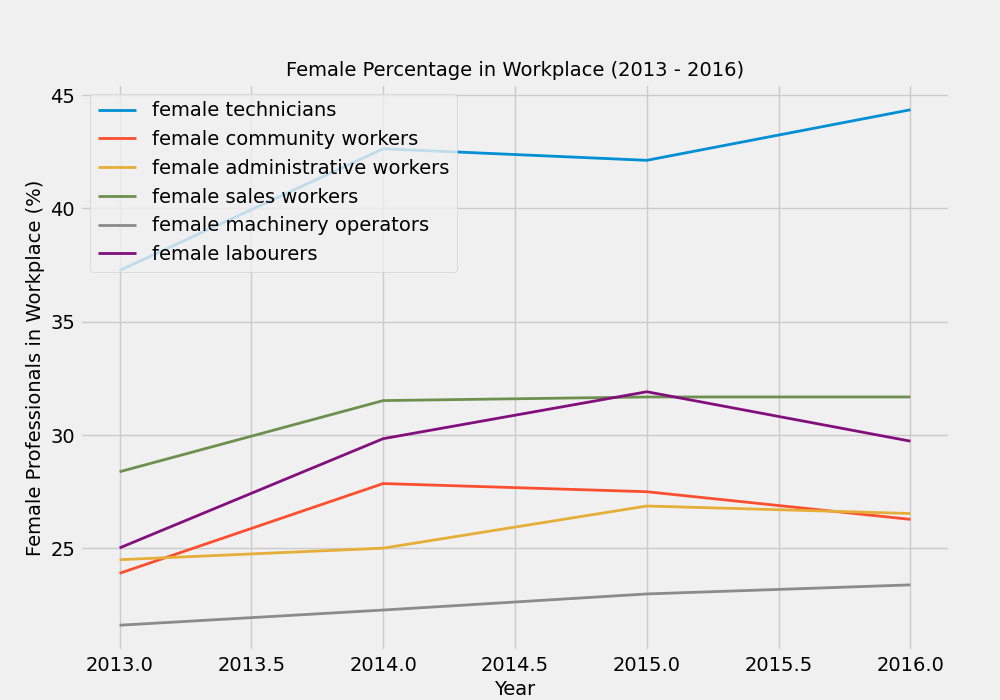 Female Percentage in Workplace (2013 - 2016)
45
40
35
30
25
Female Professionals in Workplace (%)
female technicians
female community workers
female administrative workers
female sales workers
female machinery operators
female labourers
2013.0 2013.5 2014.0 2014.5 2015.0 2015.5 2016.0
Year